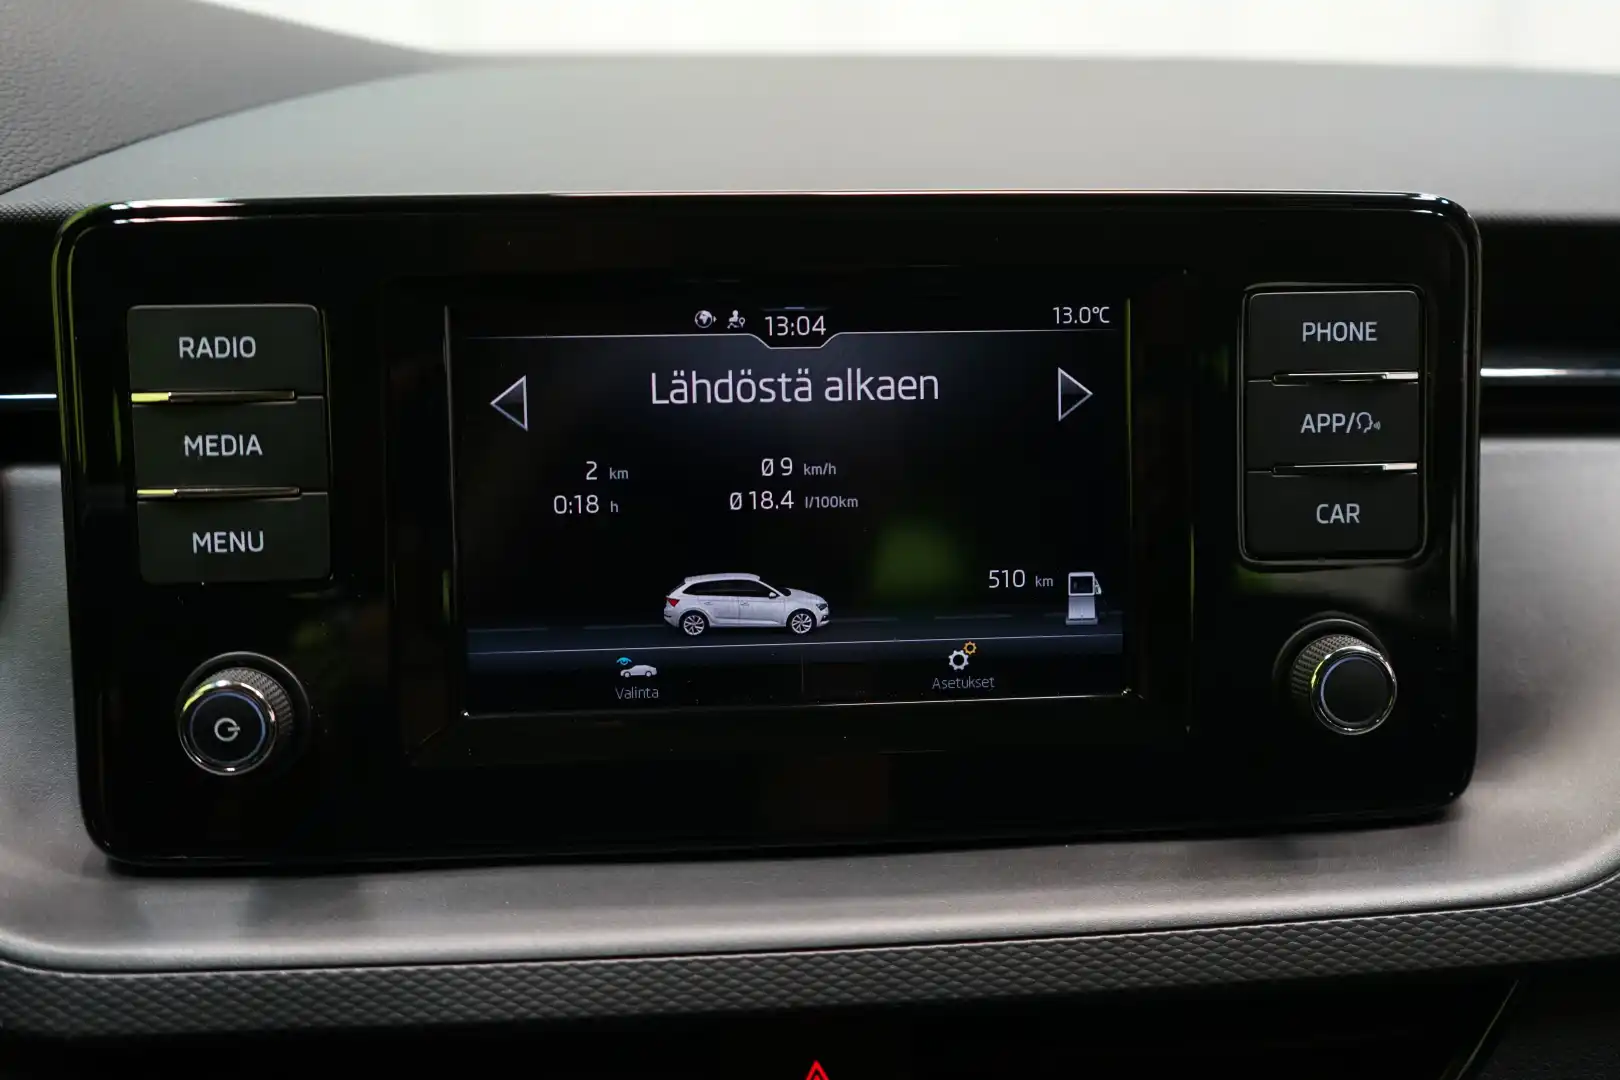 RADIO
MEDIA
MENU
13:04
13.0°C
Lähdöstä alkaen
2 km
Ø 9 km/h
0:18 h
Ø 18.4 l/100km
510 km
Valinta
Asetukset
PHONE
APP/
CAR